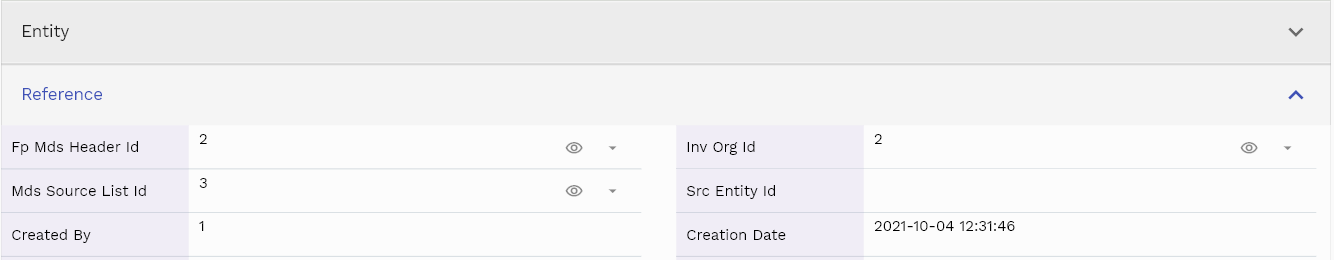 Entity
Reference
Fp Mds Header Id 2 Inv Org Id 2
Mds Source List Id 3 Src Entity Id
Created By 1 Creation Date 2021-10-04 12:31:46